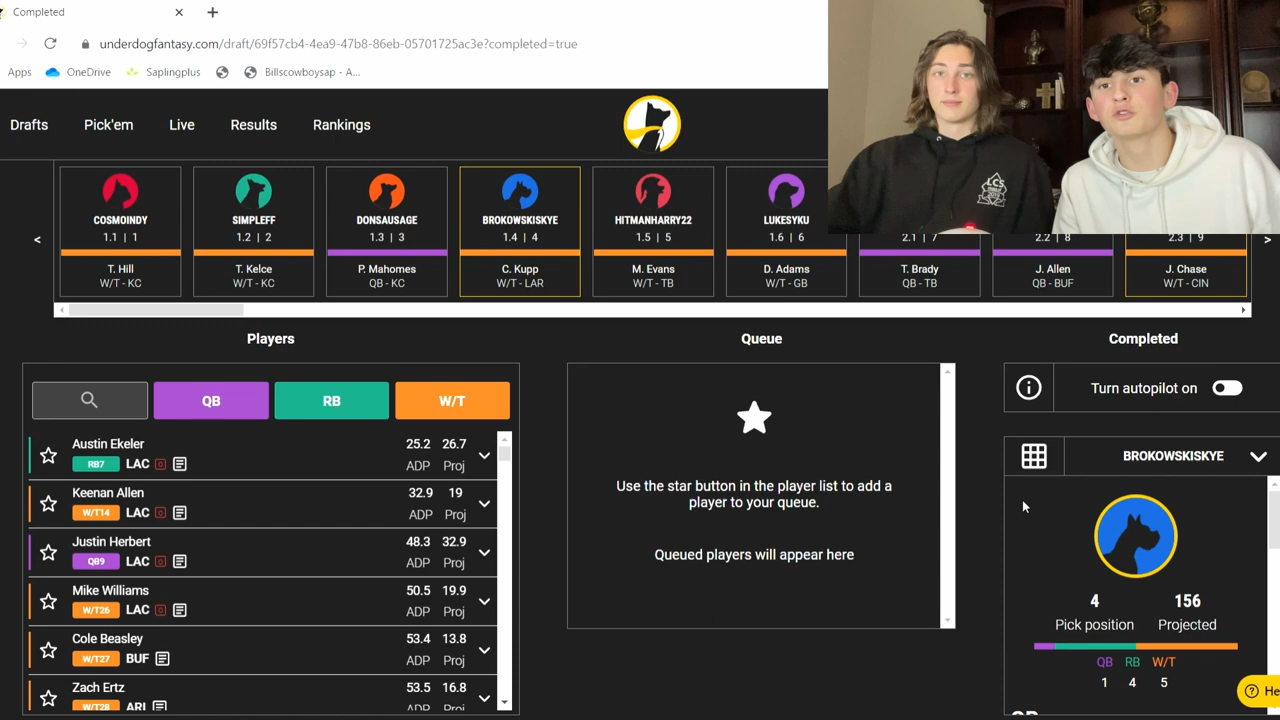 Completed
underdogfantasy.com/draft/69f57cb4-4ea9-47b8-86eb-05701725ac3e?completed=true
Apps OneDrive Saplingplus Billscowboysap - A...
Drafts Pick'em Live Results Rankings
COSMOINDY SIMPLEFF DONSAUSAGE BROKOWSKISKYE HITMANHARRY22 LUKESYKU
1.1 | 1 1.2 | 2 1.3 | 3 1.4 | 4 1.5 | 5 1.6 | 6 2.1 | 7 2.2 | 8 2.3 | 9
T. Hill T. Kelce P. Mahomes C. Kupp M. Evans D. Adams T. Brady J. Allen J. Chase
W/T - KC W/T - KC QB - KC W/T - LAR W/T - TB W/T - GB QB - TB QB - BUF W/T - CIN
Players Queue Completed
QB RB W/T
Turn autopilot on
Austin Ekeler 25.2 26.7
RB7 LAC O ADP Proj
Keenan Allen 32.9 19
W/T14 LAC O ADP Proj
Justin Herbert 48.3 32.9
QB9 LAC O ADP Proj
Mike Williams 50.5 19.9
W/T26 LAC O ADP Proj
Cole Beasley 53.4 13.8
W/T27 BUF ADP Proj
Zach Ertz 53.5 16.8
W/T28 ARI ADP Proj
Use the star button in the player list to add a
player to your queue.
Queued players will appear here
BROKOWSKISKYE
4 156
Pick position Projected
QB RB W/T
1 4 5
QB
He
LCS